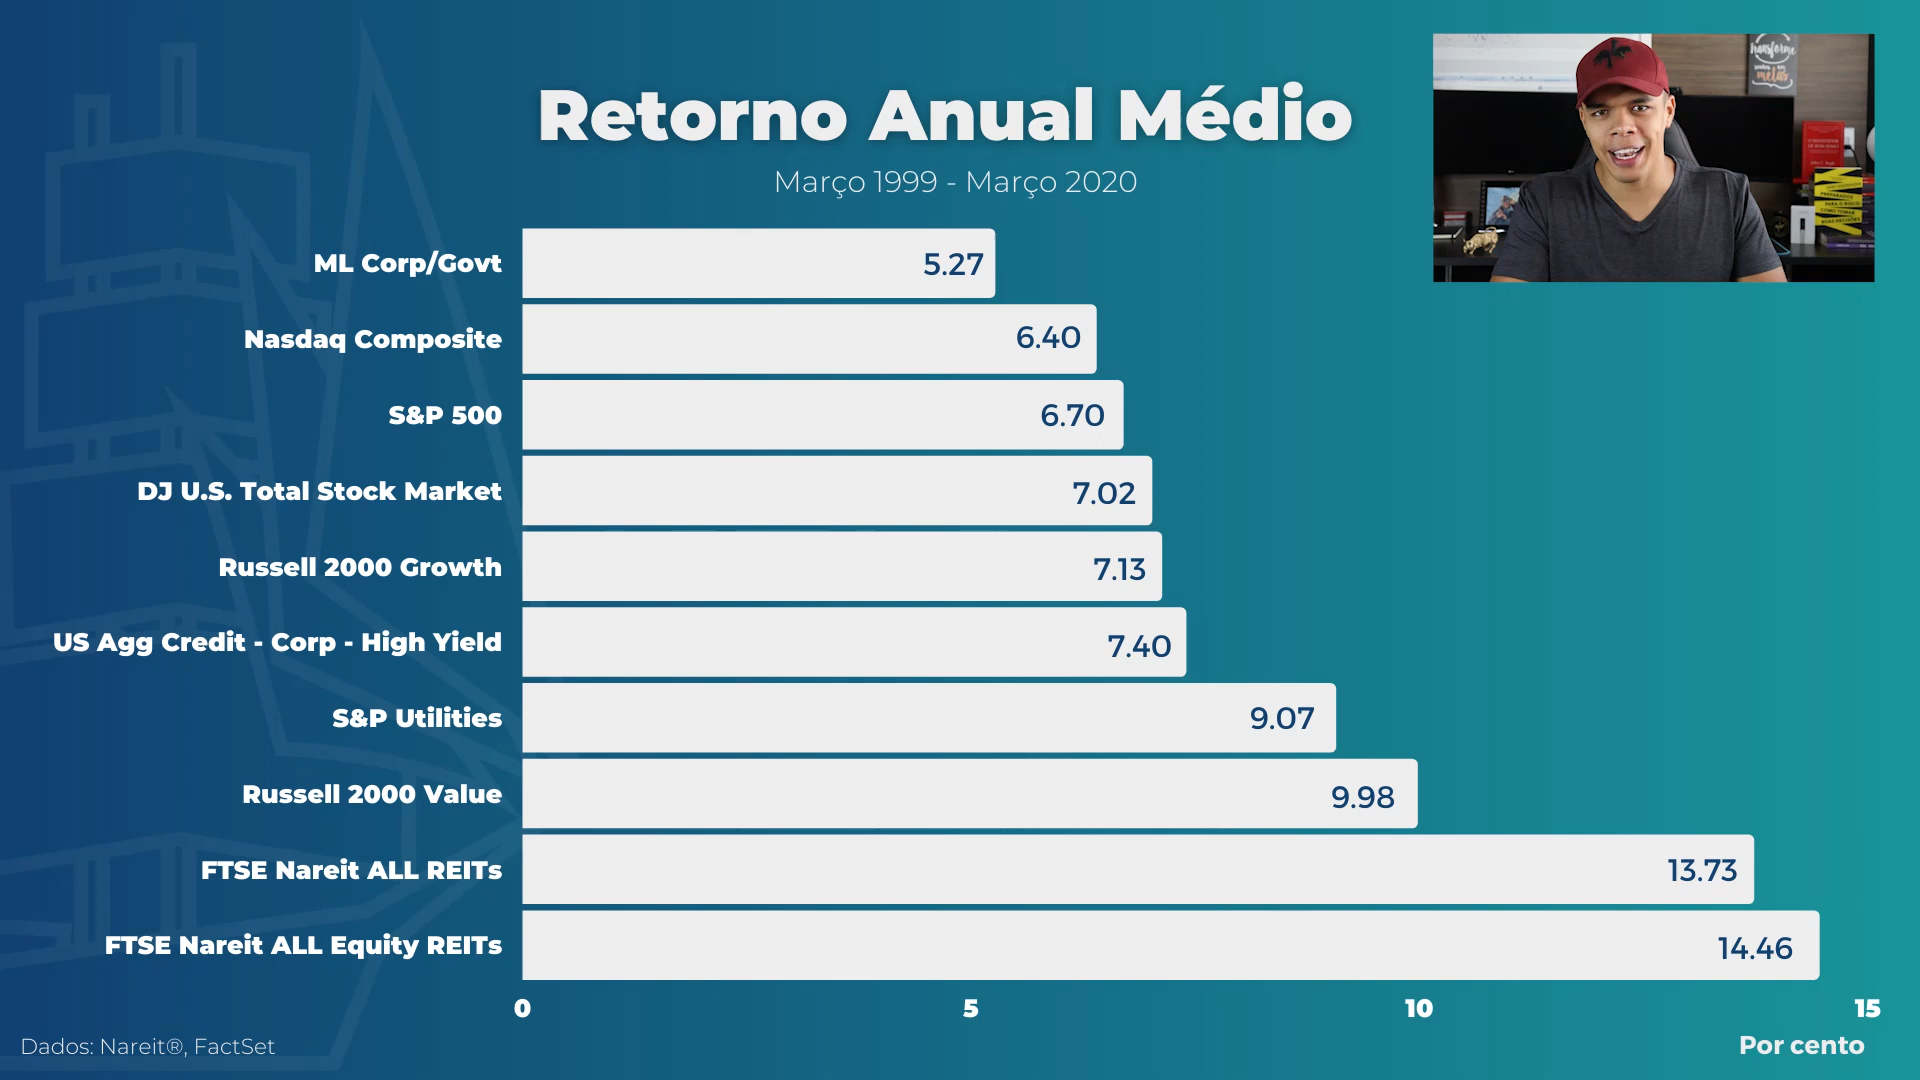 Retorno Anual Médio
Março 1999 - Março 2020
transforme
metas
ML Corp/Govt 5.27
Nasdaq Composite 6.40
S&P 500 6.70
DJ U.S. Total Stock Market 7.02
Russell 2000 Growth 7.13
US Agg Credit - Corp - High Yield 7.40
S&P Utilities 9.07
Russell 2000 Value 9.98
FTSE Nareit ALL REITs 13.73
FTSE Nareit ALL Equity REITs 14.46
0 5 10 15
Dados: Nareit®, FactSet
Por cento